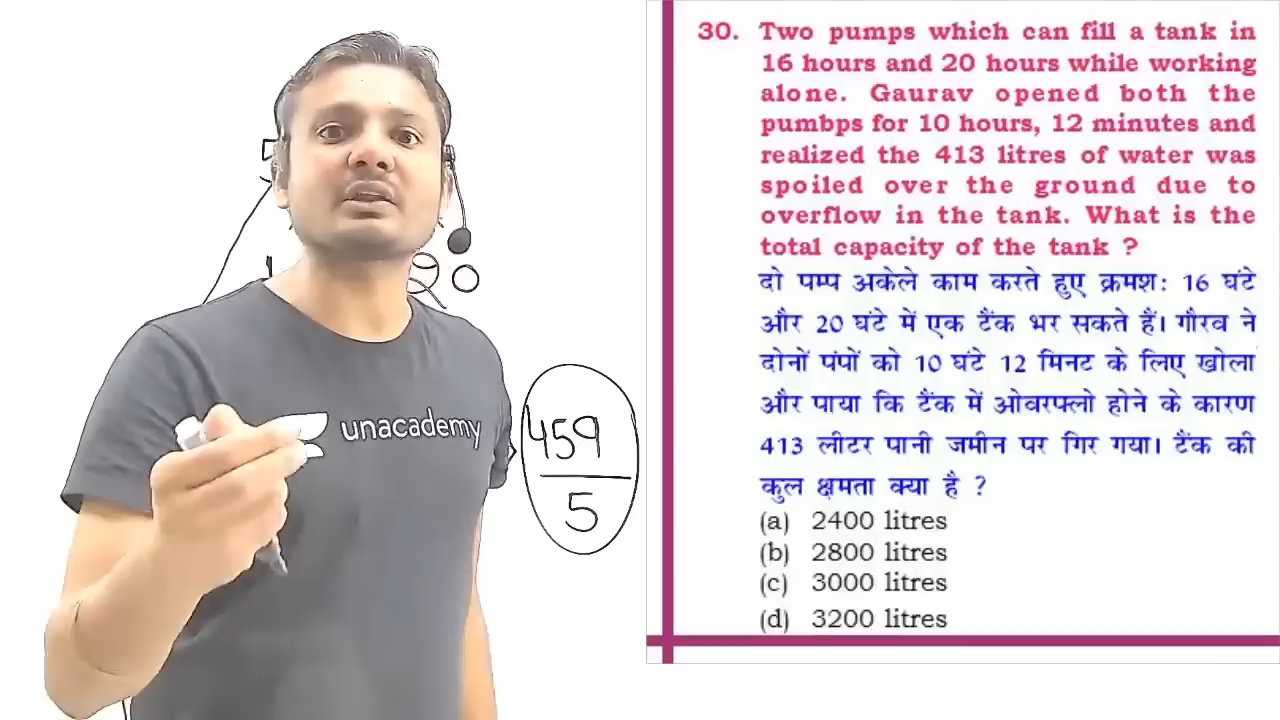 30. Two pumps which can fill a tank in
16 hours and 20 hours while working
alone. Gaurav opened both the
pumbps for 10 hours, 12 minutes and
realized the 413 litres of water was
spoiled over the ground due to
overflow in the tank. What is the
total capacity of the tank ?
दो पम्प अकेले काम करते हुए क्रमशः 16 घंटे
और 20 घंटे में एक टैंक भर सकते हैं। गौरव ने
दोनों पंपों को 10 घंटे 12 मिनट के लिए खोला
और पाया कि टैंक में ओवरफ्लो होने के कारण
413 लीटर पानी जमीन पर गिर गया। टैंक की
कुल क्षमता क्या है ?
(a) 2400 litres
(b) 2800 litres
(c) 3000 litres
(d) 3200 litres
unacademy
459
5